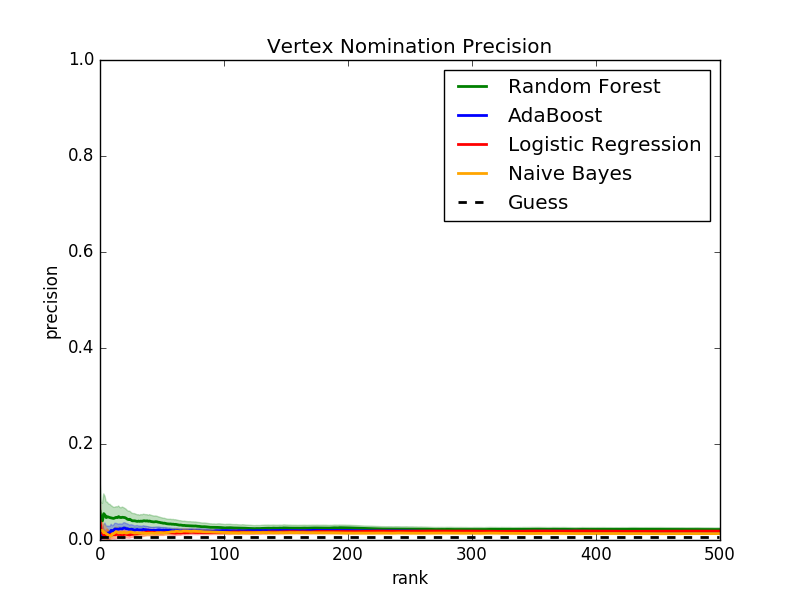 Vertex Nomination Precision
1.0
0.8
0.6
0.4
0.2
0.0
precision
Random Forest
AdaBoost
Logistic Regression
Naive Bayes
Guess
0 100 200 300 400 500
rank